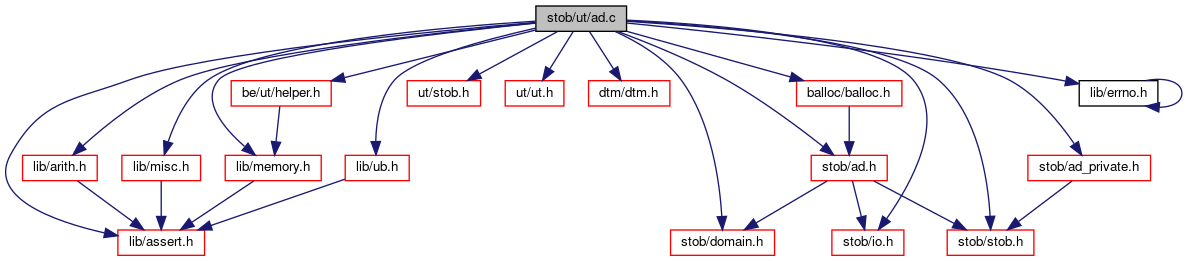 stob/ut/ad.c
be/ut/helper.h
ut/stob.h
ut/ut.h
dtm/dtm.h
balloc/balloc.h
lib/errno.h
lib/arith.h
lib/misc.h
lib/memory.h
lib/ub.h
stob/ad.h
stob/ad_private.h
lib/assert.h
stob/domain.h
stob/io.h
stob/stob.h